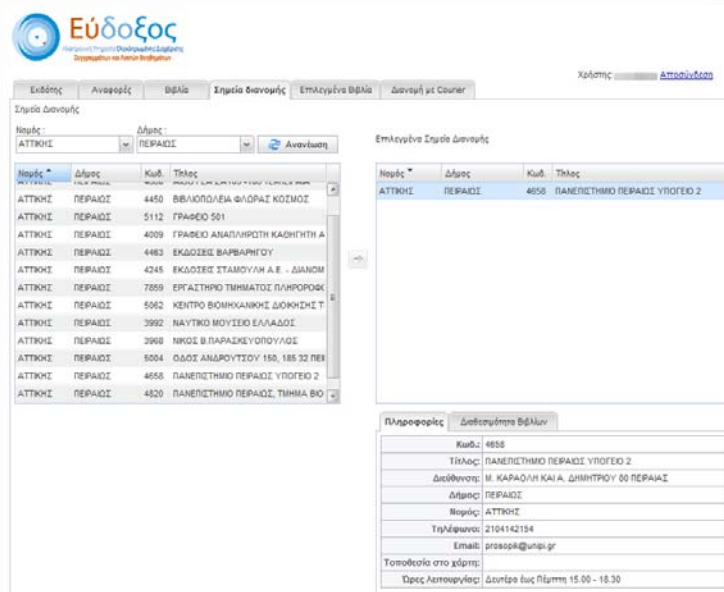 Εύδοξος
Ηλεκτρονική Υπηρεσία Ολοκληρωμένης Διαχείρισης
Συγγραμμάτων και Λοιπών Βοηθημάτων
Χρήστης: Αποσύνδεση
Εκδότης Αναφορές Βιβλία Σημεία διανομής Επιλεγμένα Βιβλία Διανομή με Courier
Σημεία Διανομής
Νομός : Δήμος :
ΑΤΤΙΚΗΣ ΠΕΙΡΑΙΩΣ Ανανέωση
Επιλεγμένα Σημεία Διανομής
Νομός Δήμος Κωδ. Τίτλος
ΑΤΤΙΚΗΣ ΠΕΙΡΑΙΩΣ 4450 ΒΙΒΛΙΟΠΩΛΕΙΑ ΦΛΩΡΑΣ ΚΟΣΜΟΣ
ΑΤΤΙΚΗΣ ΠΕΙΡΑΙΩΣ 5112 ΓΡΑΦΕΙΟ 501
ΑΤΤΙΚΗΣ ΠΕΙΡΑΙΩΣ 4009 ΓΡΑΦΕΙΟ ΑΝΑΠΛΗΡΩΤΗ ΚΑΘΗΓΗΤΗ Α
ΑΤΤΙΚΗΣ ΠΕΙΡΑΙΩΣ 4463 ΕΚΔΟΣΕΙΣ ΒΑΡΒΑΡΗΓΟΥ
ΑΤΤΙΚΗΣ ΠΕΙΡΑΙΩΣ 4245 ΕΚΔΟΣΕΙΣ ΣΤΑΜΟΥΛΗ Α.Ε. - ΔΙΑΝΟΜ
ΑΤΤΙΚΗΣ ΠΕΙΡΑΙΩΣ 7859 ΕΡΓΑΣΤΗΡΙΟ ΤΜΗΜΑΤΟΣ ΠΛΗΡΟΡΟΦΟ
ΑΤΤΙΚΗΣ ΠΕΙΡΑΙΩΣ 5062 ΚΕΝΤΡΟ ΒΙΟΜΗΧΑΝΙΚΗΣ ΔΙΟΙΚΗΣΗΣ Τ
ΑΤΤΙΚΗΣ ΠΕΙΡΑΙΩΣ 3992 ΝΑΥΤΙΚΟ ΜΟΥΣΕΙΟ ΕΛΛΑΔΟΣ
ΑΤΤΙΚΗΣ ΠΕΙΡΑΙΩΣ 3968 ΝΙΚΟΣ Β.ΠΑΡΑΣΚΕΥΟΠΟΥΛΟΣ
ΑΤΤΙΚΗΣ ΠΕΙΡΑΙΩΣ 5004 ΟΔΟΣ ΑΝΔΡΟΥΤΣΟΥ 150, 185 32 ΠΕΙ
ΑΤΤΙΚΗΣ ΠΕΙΡΑΙΩΣ 4658 ΠΑΝΕΠΙΣΤΗΜΙΟ ΠΕΙΡΑΙΩΣ ΥΠΟΓΕΙΟ 2
ΑΤΤΙΚΗΣ ΠΕΙΡΑΙΩΣ 4820 ΠΑΝΕΠΙΣΤΗΜΙΟ ΠΕΙΡΑΙΩΣ, ΤΜΗΜΑ ΒΙΟ
Νομός Δήμος Κωδ. Τίτλος
ΑΤΤΙΚΗΣ ΠΕΙΡΑΙΩΣ 4658 ΠΑΝΕΠΙΣΤΗΜΙΟ ΠΕΙΡΑΙΩΣ ΥΠΟΓΕΙΟ 2
Πληροφορίες Διαθεσιμότητα Βιβλίων
Κωδ.: 4658
Τίτλος: ΠΑΝΕΠΙΣΤΗΜΙΟ ΠΕΙΡΑΙΩΣ ΥΠΟΓΕΙΟ 2
Διεύθυνση: Μ. ΚΑΡΑΟΛΗ ΚΑΙ Α. ΔΗΜΗΤΡΙΟΥ 80 ΠΕΙΡΑΙΑΣ
Δήμος: ΠΕΙΡΑΙΩΣ
Νομός: ΑΤΤΙΚΗΣ
Τηλέφωνο: 2104142154
Email: prosopik@unipi.gr
Τοποθεσία στο χάρτη:
Ώρες Λειτουργίας: Δευτέρα έως Πέμπτη 15.00 - 18.30